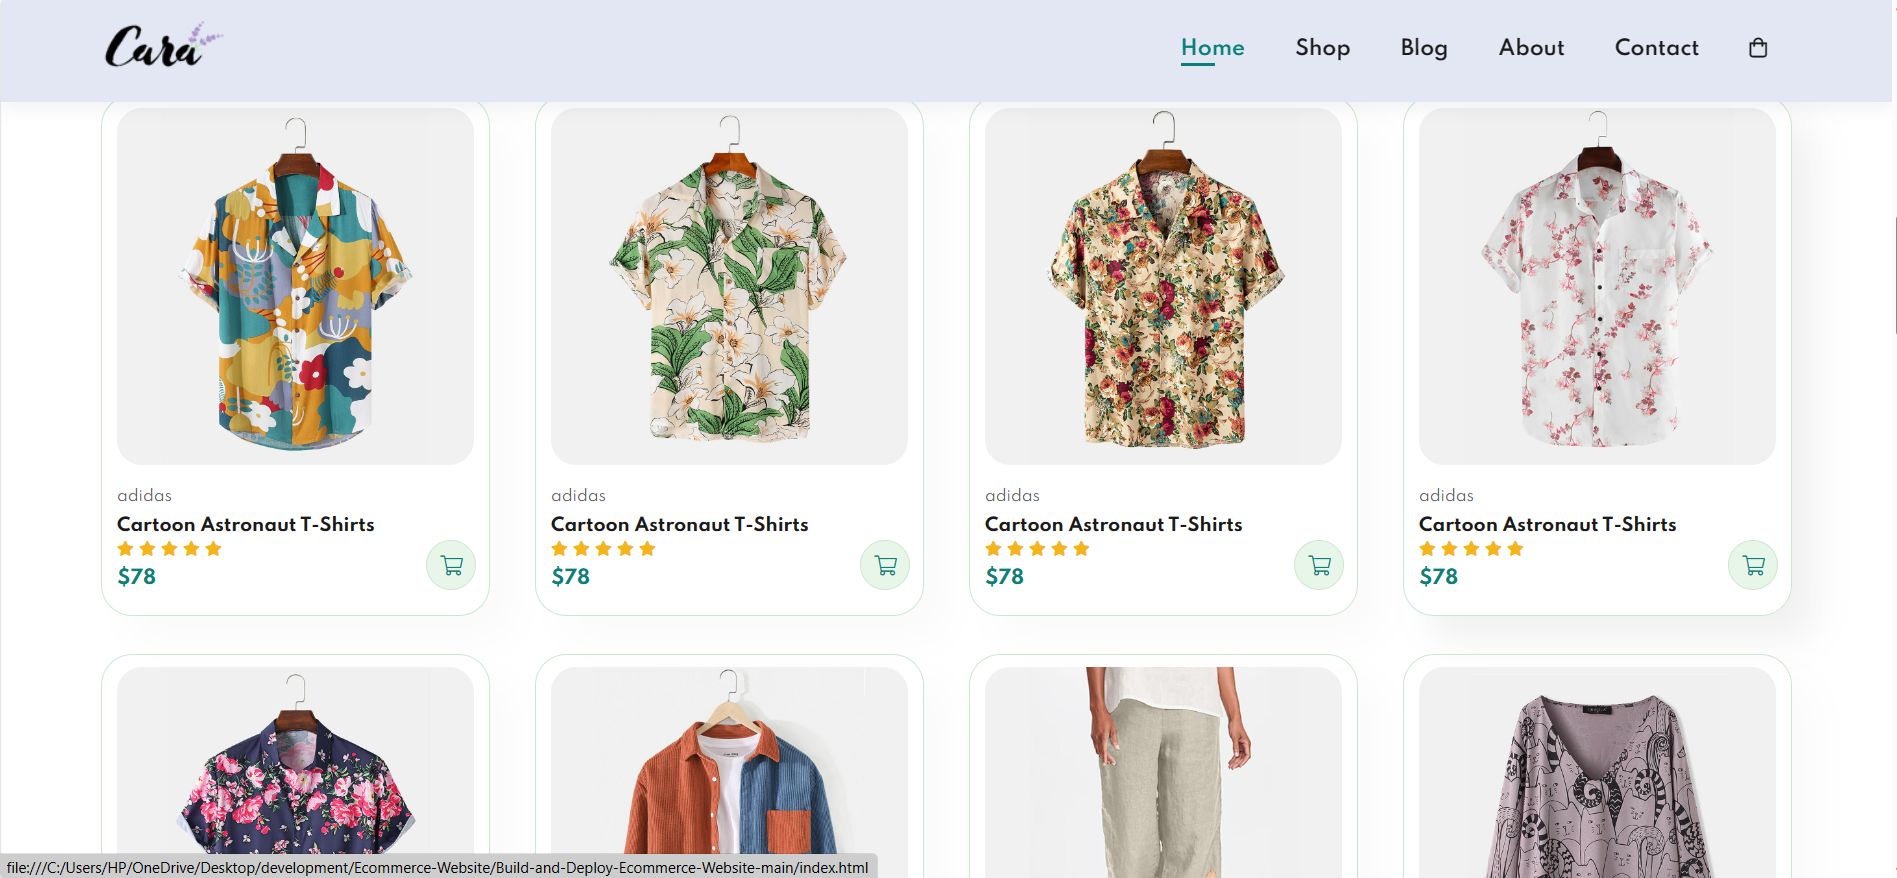 Cara
Home Shop Blog About Contact
adidas
Cartoon Astronaut T-Shirts
$78
adidas
Cartoon Astronaut T-Shirts
$78
adidas
Cartoon Astronaut T-Shirts
$78
adidas
Cartoon Astronaut T-Shirts
$78
file:///C:/Users/HP/OneDrive/Desktop/development/Ecommerce-Website/Build-and-Deploy-Ecommerce-Website-main/index.html